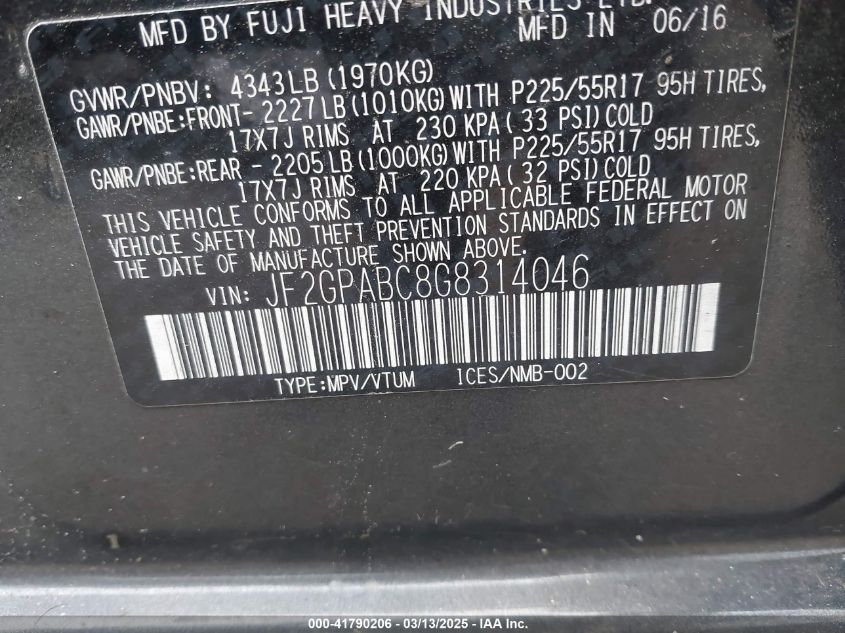 MFD BY FUJI HEAVY INDUSTRIES LTD.
MFD IN 06/16
GVWR/PNBV: 4343LB(1970KG)
GAWR/PNBE:FRONT-2227LB(1010KG)WITH P225/55R17 95H TIRES,
17X7J RIMS AT 230 KPA(33 PSI)COLD
GAWR/PNBE:REAR -2205LB(1000KG)WITH P225/55R17 95H TIRES,
17X7J RIMS AT 220 KPA(32 PSI)COLD
THIS VEHICLE CONFORMS TO ALL APPLICABLE FEDERAL MOTOR
VEHICLE SAFETY AND THEFT PREVENTION STANDARDS IN EFFECT ON
THE DATE OF MANUFACTURE SHOWN ABOVE.
VIN: JF2GPABC8G8314046
TYPE:MPV/VTUM ICES/NMB-002
000-41790206 - 03/13/2025 - IAA Inc.